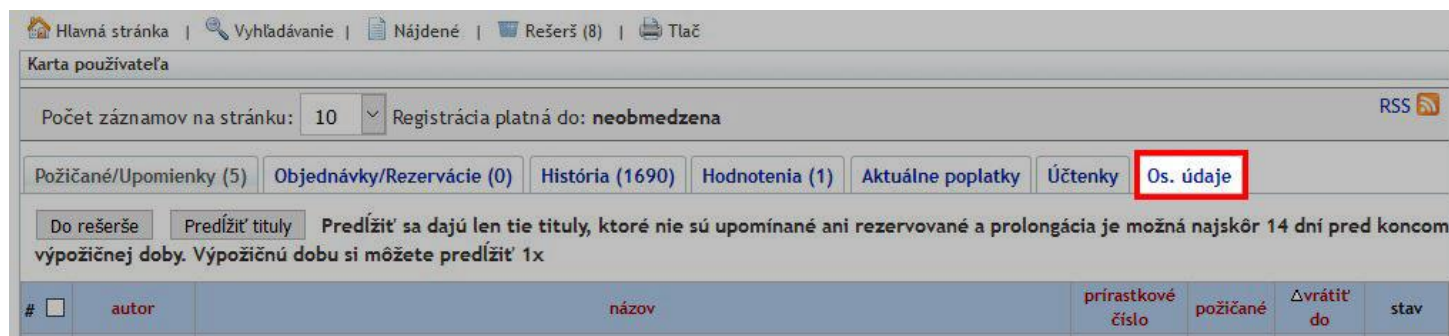 Hlavná stránka | Vyhľadávanie | Nájdené | Rešerš (8) | Tlač
Karta používateľa
Počet záznamov na stránku: 10 Registrácia platná do: neobmedzena
RSS
Požičané/Upomienky (5) Objednávky/Rezervácie (0) História (1690) Hodnotenia (1) Aktuálne poplatky Účtenky Os. údaje
Do rešerše Predĺžiť tituly Predĺžiť sa dajú len tie tituly, ktoré nie sú upomínané ani rezervované a prolongácia je možná najskôr 14 dní pred koncom
výpožičnej doby. Výpožičnú dobu si môžete predĺžiť 1x
# autor názov prírastkové číslo požičané Δvrátiť do stav